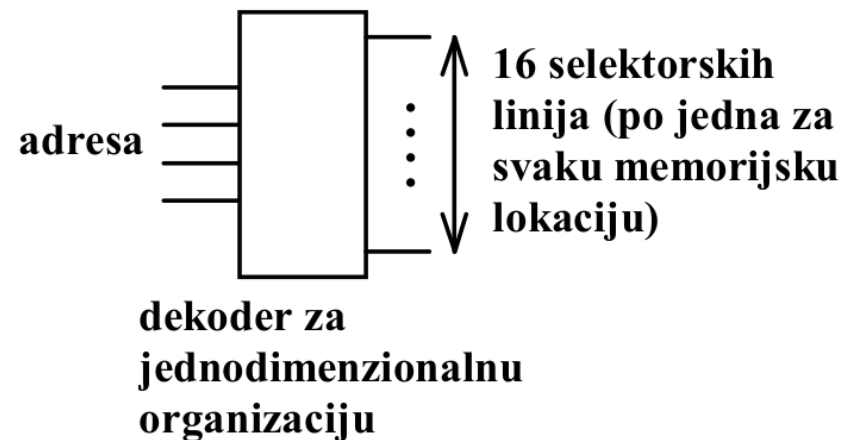 adresa
16 selektorskih
linija (po jedna za
svaku memorijsku
lokaciju)
dekoder za
jednodimenzionalnu
organizaciju